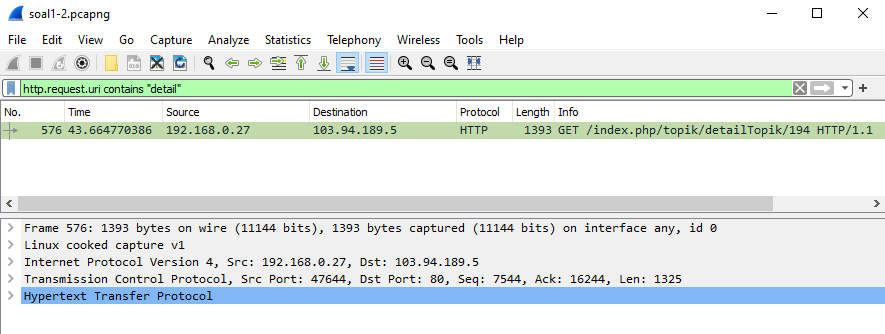 soal1-2.pcapng
File Edit View Go Capture Analyze Statistics Telephony Wireless Tools Help
http.request.uri contains "detail"
No. Time Source Destination Protocol Length Info
576 43.664770386 192.168.0.27 103.94.189.5 HTTP 1393 GET /index.php/topik/detailTopik/194 HTTP/1.1
Frame 576: 1393 bytes on wire (11144 bits), 1393 bytes captured (11144 bits) on interface any, id 0
Linux cooked capture v1
Internet Protocol Version 4, Src: 192.168.0.27, Dst: 103.94.189.5
Transmission Control Protocol, Src Port: 47644, Dst Port: 80, Seq: 7544, Ack: 16244, Len: 1325
Hypertext Transfer Protocol